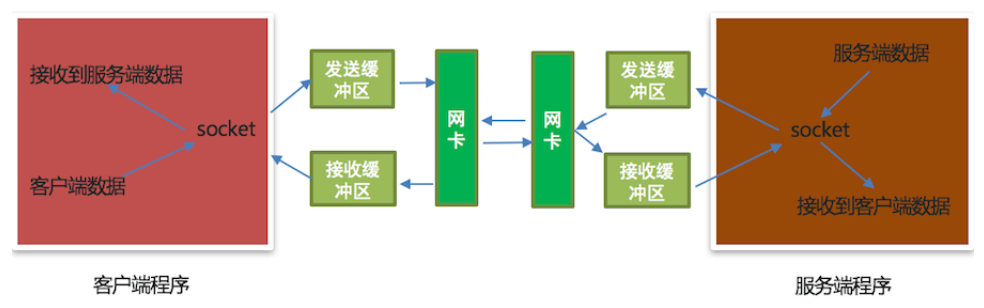 接收到服务端数据
socket
客户端数据
发送缓
冲区
接收缓
冲区
网
卡
网
卡
发送缓
冲区
接收缓
冲区
服务端数据
socket
接收到客户端数据
客户端程序
服务端程序